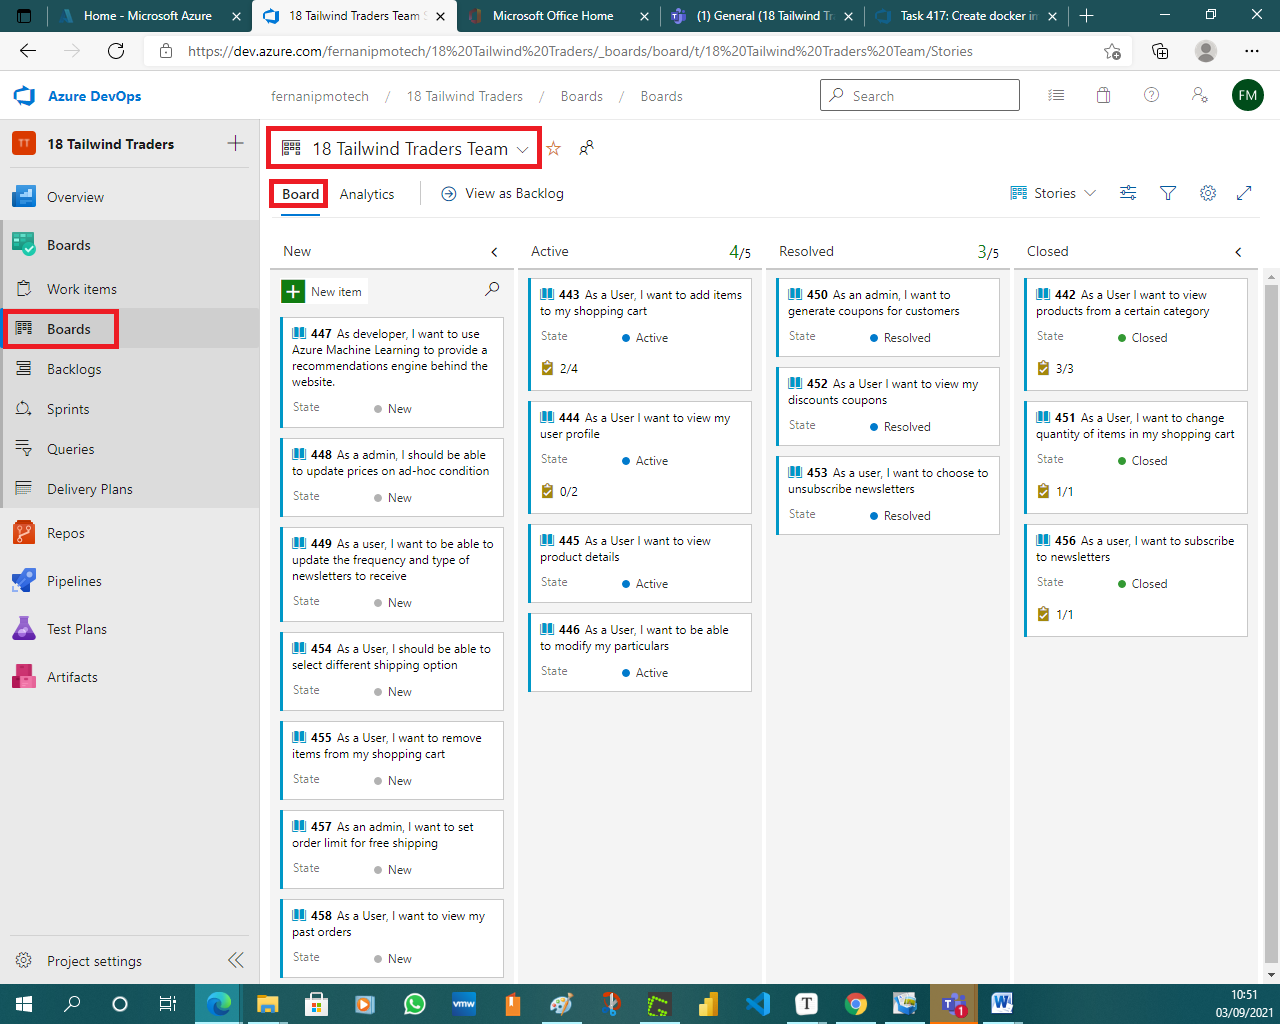 Home - Microsoft Azure
18 Tailwind Traders Team
Microsoft Office Home
(1) General (18 Tailwind
Task 417: Create docker
https://dev.azure.com/fernanipmotech/18%20Tailwind%20Traders/_boards/board/t/18%20Tailwind%20Traders%20Team/Stories
Azure DevOps
fernanipmotech / 18 Tailwind Traders / Boards / Boards
Search
FM
TT
18 Tailwind Traders
Overview
Boards
Work items
Boards
Backlogs
Sprints
Queries
Delivery Plans
Repos
Pipelines
Test Plans
Artifacts
Project settings
18 Tailwind Traders Team
Board
Analytics
View as Backlog
Stories
New
New item
447 As developer, I want to use
Azure Machine Learning to provide a
recommendations engine behind the
website.
State
New
448 As a admin, I should be able
to update prices on ad-hoc condition
State
New
449 As a user, I want to be able to
update the frequency and type of
newsletters to receive
State
New
454 As a User, I should be able to
select different shipping option
State
New
455 As a User, I want to remove
items from my shopping cart
State
New
457 As an admin, I want to set
order limit for free shipping
State
New
458 As a User, I want to view my
past orders
State
New
Active
4/5
443 As a User, I want to add items
to my shopping cart
State
Active
2/4
444 As a User I want to view my
user profile
State
Active
0/2
445 As a User I want to view
product details
State
Active
446 As a User, I want to be able
to modify my particulars
State
Active
Resolved
3/5
450 As an admin, I want to
generate coupons for customers
State
Resolved
452 As a User I want to view my
discounts coupons
State
Resolved
453 As a user, I want to choose to
unsubscribe newsletters
State
Resolved
Closed
442 As a User I want to view
products from a certain category
State
Closed
3/3
451 As a User, I want to change
quantity of items in my shopping cart
State
Closed
1/1
456 As a user, I want to subscribe
to newsletters
State
Closed
1/1
vmw
T
1
W
10:51
03/09/2021